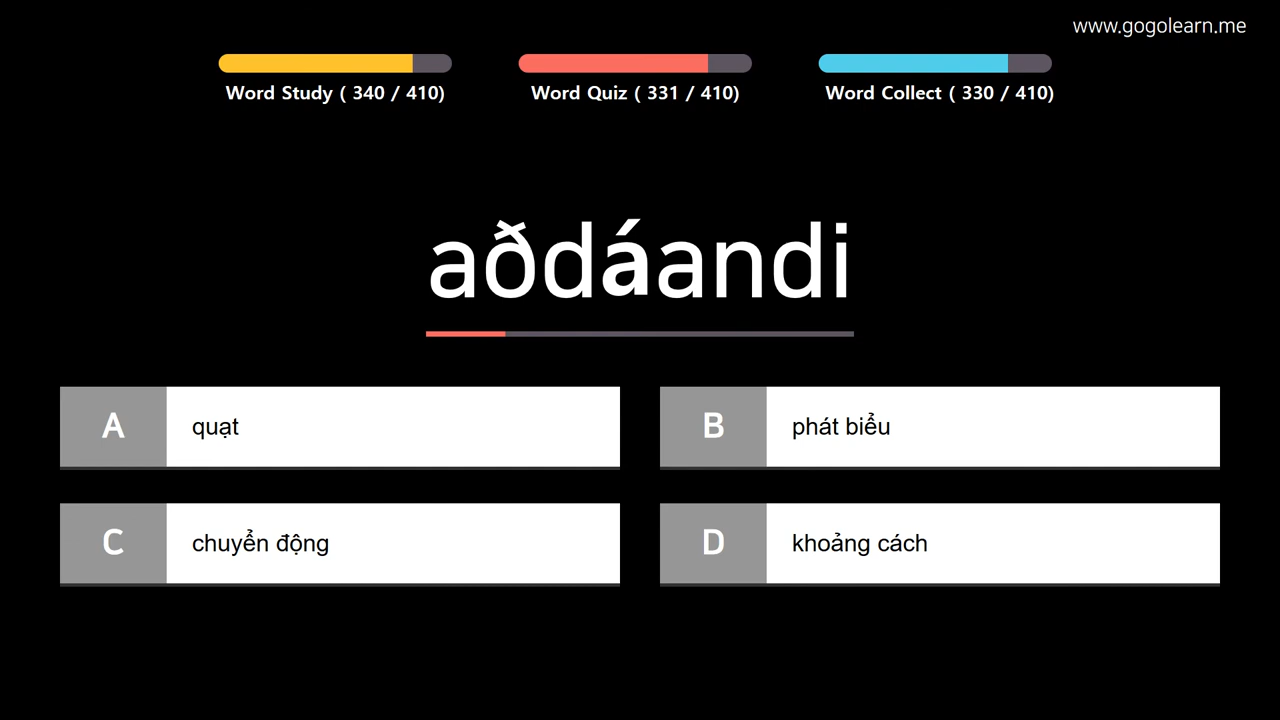 www.gogolearn.me
Word Study ( 340 / 410)
Word Quiz ( 331 / 410)
Word Collect ( 330 / 410)
aðdáandi
A quạt
B phát biểu
C chuyển động
D khoảng cách